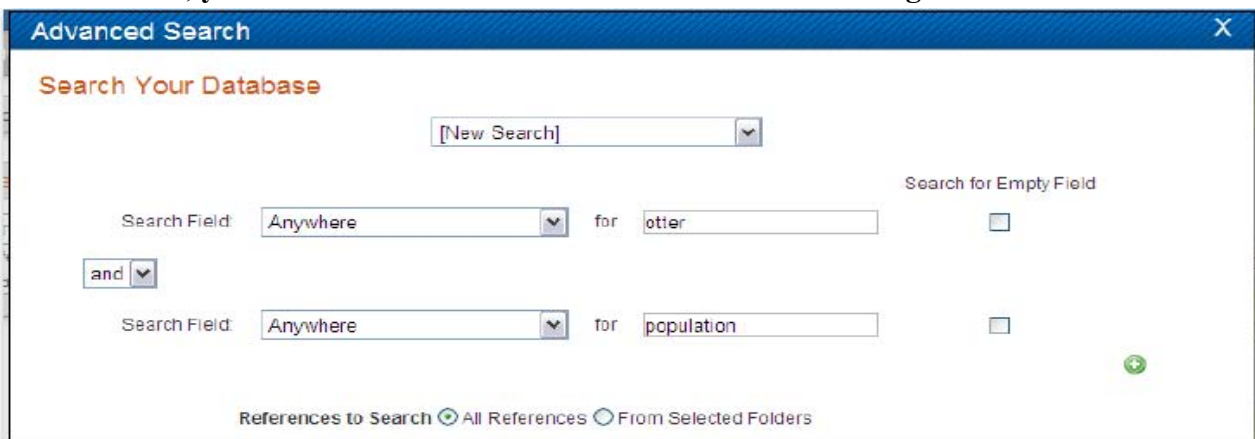 Advanced Search X
Search Your Database
[New Search]
Search for Empty Field
Search Field: Anywhere for otter
and
Search Field: Anywhere for population
References to Search All References From Selected Folders